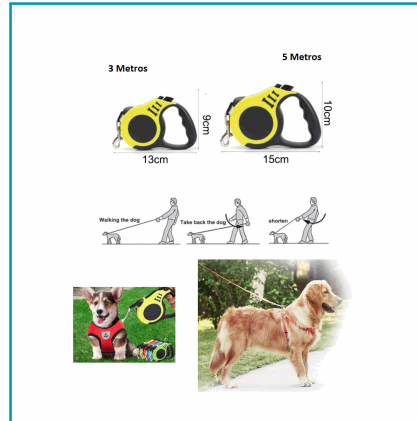 3 Metros
5 Metros
9cm
10cm
13cm
15cm
Walking the dog
Take back the dog
shorten